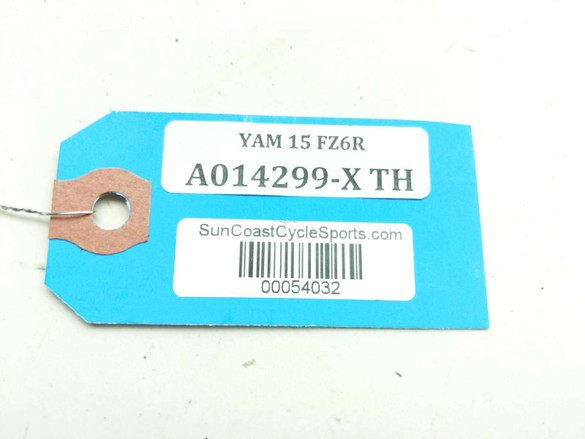 YAM 15 FZ6R
A014299-X TH
SunCoastCycleSports.com
00054032